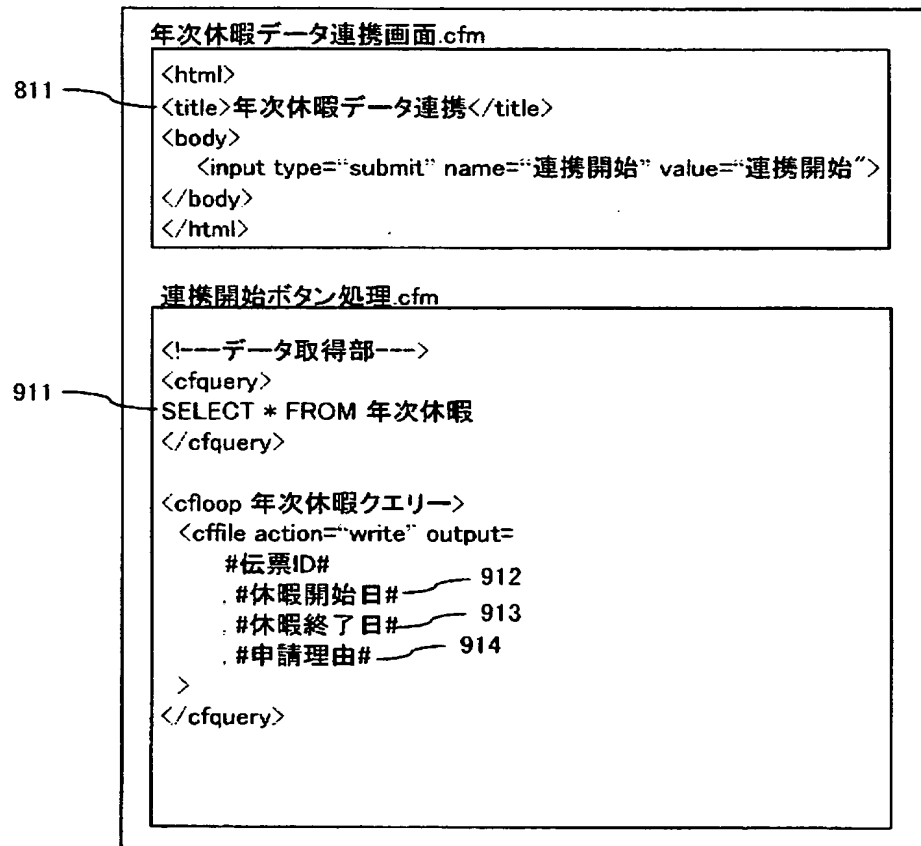 年次休暇データ連携画面.cfm
<html>
811
<title>年次休暇データ連携</title>
<body>
<input type=“submit” name=“連携開始” value=“連携開始”>
</body>
</html>
連携開始ボタン処理.cfm
<!---データ取得部--->
<cfquery>
911
SELECT * FROM 年次休暇
</cfquery>
<cfloop 年次休暇クエリー>
<cffile action=“write” output=
#伝票ID#
,#休暇開始日# 912
,#休暇終了日# 913
,#申請理由# 914
>
</cfquery>